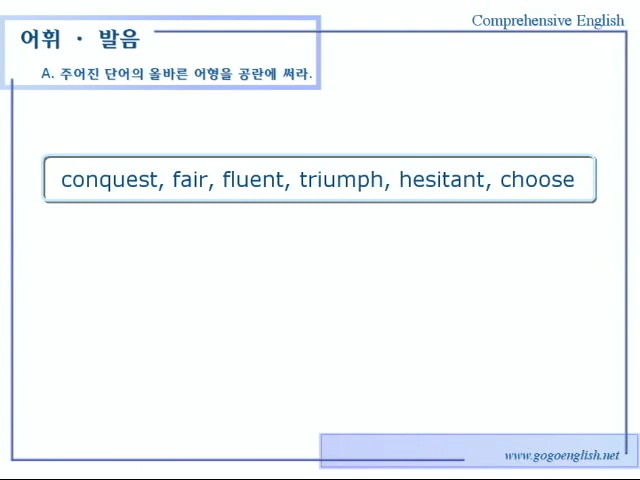 Comprehensive English
어휘 · 발음
A. 주어진 단어의 올바른 어형을 공란에 써라.
conquest, fair, fluent, triumph, hesitant, choose
www.gogoenglish.net